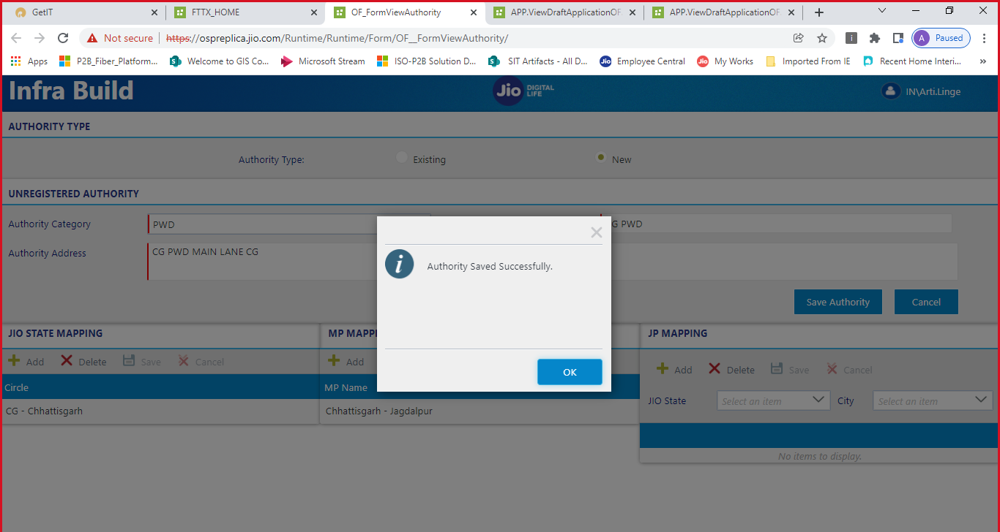 GetIT
FTTX_HOME
OF_FormViewAuthority
APP.ViewDraftApplicationOF
APP.ViewDraftApplicationOF
Not secure
https://ospreplica.jio.com/Runtime/Runtime/Form/OF__FormViewAuthority/
A Paused
Apps
P2B_Fiber_Platform...
Welcome to GIS Co...
Microsoft Stream
ISO-P2B Solution D...
SIT Artifacts - All D...
Jio Employee Central
Jio My Works
Imported From IE
Recent Home Interi...
Infra Build
Jio DIGITAL
LIFE
IN\Arti.Linge
AUTHORITY TYPE
Authority Type:
Existing
New
UNREGISTERED AUTHORITY
Authority Category
PWD
G PWD
Authority Address
CG PWD MAIN LANE CG
Authority Saved Successfully.
OK
Save Authority
Cancel
JIO STATE MAPPING
Add Delete Save Cancel
Circle
CG - Chhattisgarh
MP MAPP
Add
MP Name
Chhattisgarh - Jagdalpur
JP MAPPING
Add Delete Save Cancel
JIO State Select an item City Select an item
No items to display.